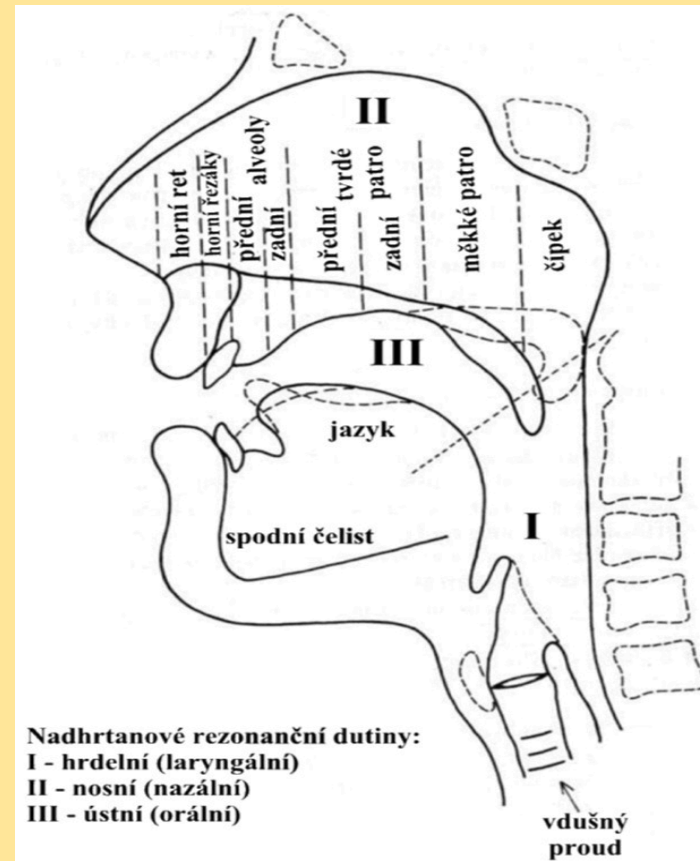 II
horní ret
horní řezáky
přední
alveoly
zadní
přední
tvrdé
patro
zadní
měkké patro
čípek
III
jazyk
I
spodní čelist
Nadhrtanové rezonanční dutiny:
I - hrdelní (laryngální)
II - nosní (nazální)
III - ústní (orální)
vdušný
proud